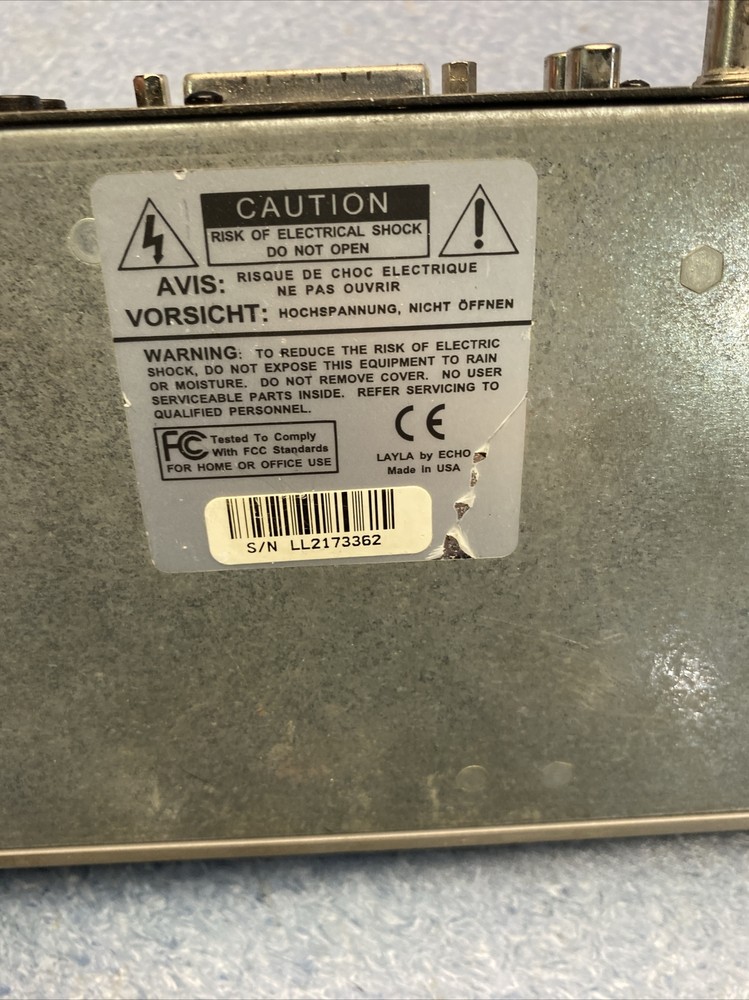 CAUTION
RISK OF ELECTRICAL SHOCK
DO NOT OPEN
AVIS: RISQUE DE CHOC ELECTRIQUE
NE PAS OUVRIR
VORSICHT: HOCHSPANNUNG, NICHT ÖFFNEN
WARNING: TO REDUCE THE RISK OF ELECTRIC
SHOCK, DO NOT EXPOSE THIS EQUIPMENT TO RAIN
OR MOISTURE. DO NOT REMOVE COVER. NO USER
SERVICEABLE PARTS INSIDE. REFER SERVICING TO
QUALIFIED PERSONNEL.
FC Tested To Comply
With FCC Standards
FOR HOME OR OFFICE USE
CE
LAYLA by ECHO
Made in USA
S/N LL2173362